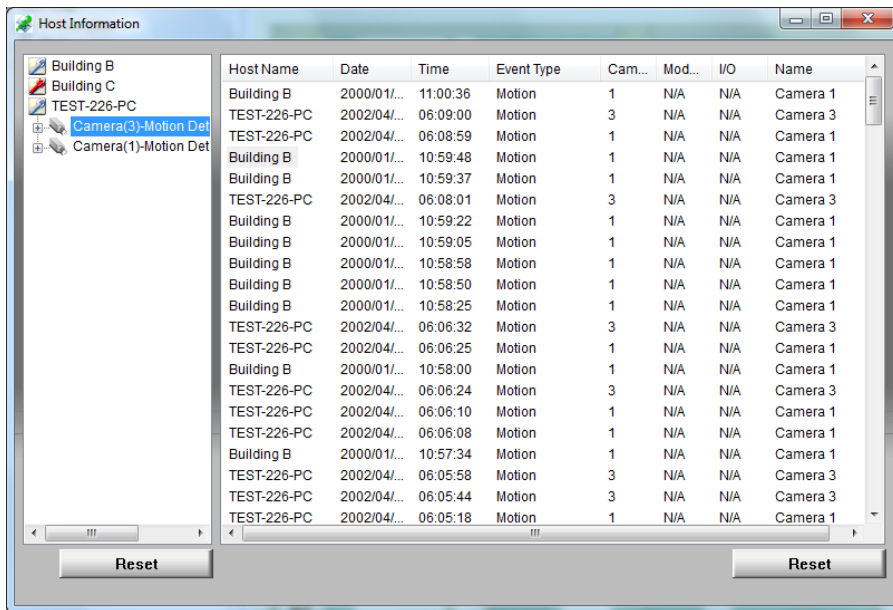 Host Information
Building B
Building C
TEST-226-PC
Camera(3)-Motion Det
Camera(1)-Motion Det
Host Name Date Time Event Type Cam... Mod... I/O Name
Building B 2000/01/... 11:00:36 Motion 1 N/A N/A Camera 1
TEST-226-PC 2002/04/... 06:09:00 Motion 3 N/A N/A Camera 3
TEST-226-PC 2002/04/... 06:08:59 Motion 1 N/A N/A Camera 1
Building B 2000/01/... 10:59:48 Motion 1 N/A N/A Camera 1
Building B 2000/01/... 10:59:37 Motion 1 N/A N/A Camera 1
TEST-226-PC 2002/04/... 06:08:01 Motion 3 N/A N/A Camera 3
Building B 2000/01/... 10:59:22 Motion 1 N/A N/A Camera 1
Building B 2000/01/... 10:59:05 Motion 1 N/A N/A Camera 1
Building B 2000/01/... 10:58:58 Motion 1 N/A N/A Camera 1
Building B 2000/01/... 10:58:50 Motion 1 N/A N/A Camera 1
Building B 2000/01/... 10:58:25 Motion 1 N/A N/A Camera 1
TEST-226-PC 2002/04/... 06:06:32 Motion 3 N/A N/A Camera 3
TEST-226-PC 2002/04/... 06:06:25 Motion 1 N/A N/A Camera 1
Building B 2000/01/... 10:58:00 Motion 1 N/A N/A Camera 1
TEST-226-PC 2002/04/... 06:06:24 Motion 3 N/A N/A Camera 3
TEST-226-PC 2002/04/... 06:06:10 Motion 1 N/A N/A Camera 1
TEST-226-PC 2002/04/... 06:06:08 Motion 1 N/A N/A Camera 1
Building B 2000/01/... 10:57:34 Motion 1 N/A N/A Camera 1
TEST-226-PC 2002/04/... 06:05:58 Motion 3 N/A N/A Camera 3
TEST-226-PC 2002/04/... 06:05:44 Motion 3 N/A N/A Camera 3
TEST-226-PC 2002/04/... 06:05:18 Motion 1 N/A N/A Camera 1
Reset
Reset